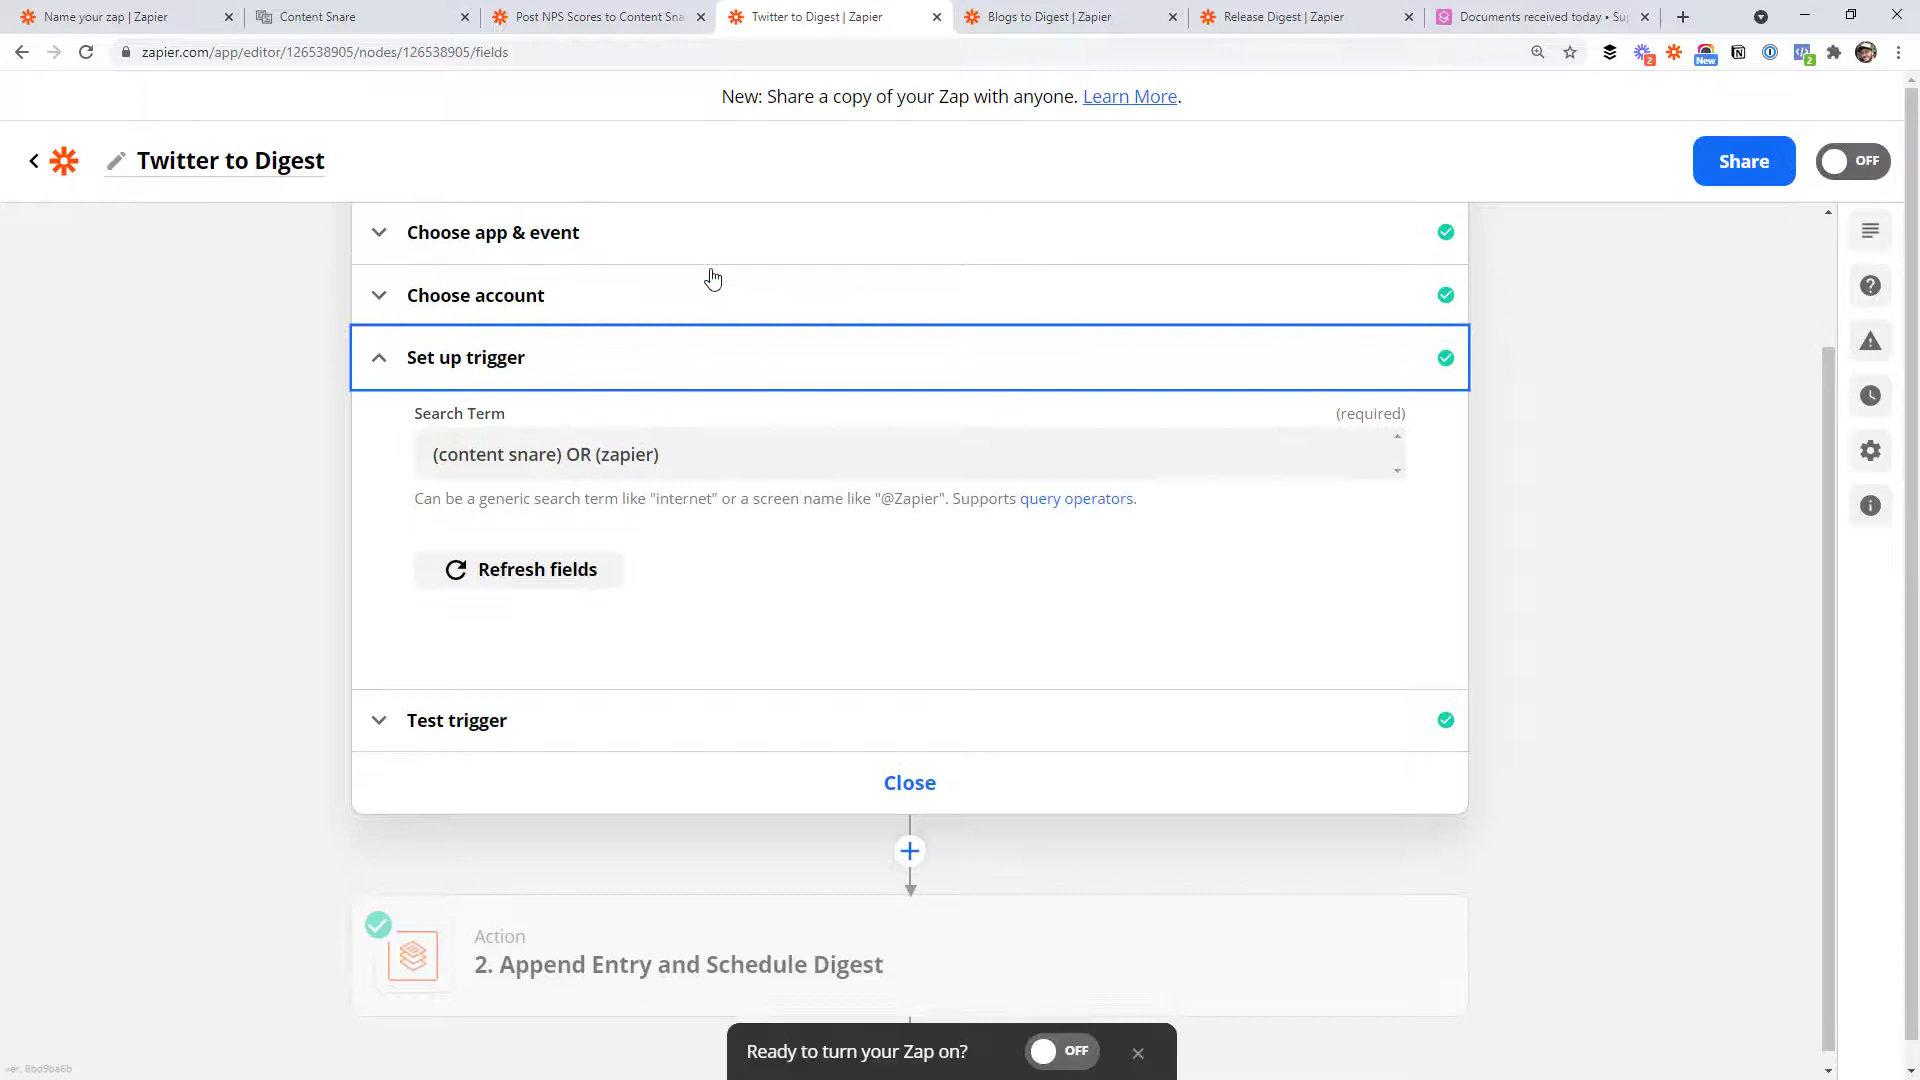 Name your zap | Zapier
Content Snare
Post NPS Scores to Content Sna
Twitter to Digest | Zapier
Blogs to Digest | Zapier
Release Digest | Zapier
Documents received today • Su
zapier.com/app/editor/126538905/nodes/126538905/fields
2
New
2
New: Share a copy of your Zap with anyone. Learn More.
Twitter to Digest
Share
OFF
Choose app & event
Choose account
Set up trigger
Search Term
(required)
(content snare) OR (zapier)
Can be a generic search term like "internet" or a screen name like "@Zapier". Supports query operators.
Refresh fields
Test trigger
Close
Action
2. Append Entry and Schedule Digest
Ready to turn your Zap on?
OFF
ver. 8bd9ba6b